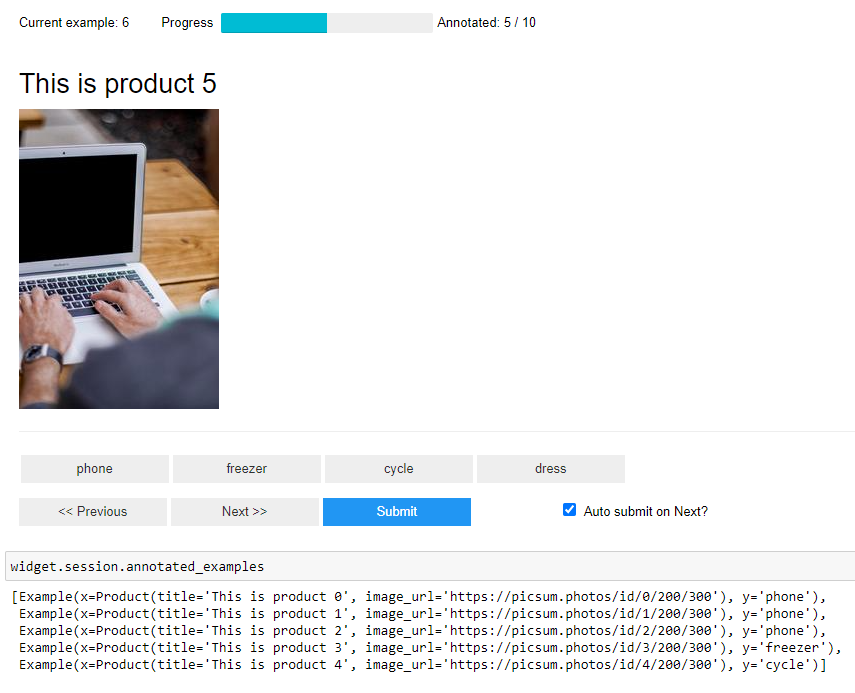 Current example: 6 Progress Annotated: 5 / 10
This is product 5
phone freezer cycle dress
<< Previous Next >> Submit Auto submit on Next?
widget.session.annotated_examples
[Example(x=Product(title='This is product 0', image_url='https://picsum.photos/id/0/200/300'), y='phone'),
 Example(x=Product(title='This is product 1', image_url='https://picsum.photos/id/1/200/300'), y='phone'),
 Example(x=Product(title='This is product 2', image_url='https://picsum.photos/id/2/200/300'), y='phone'),
 Example(x=Product(title='This is product 3', image_url='https://picsum.photos/id/3/200/300'), y='freezer'),
 Example(x=Product(title='This is product 4', image_url='https://picsum.photos/id/4/200/300'), y='cycle')]